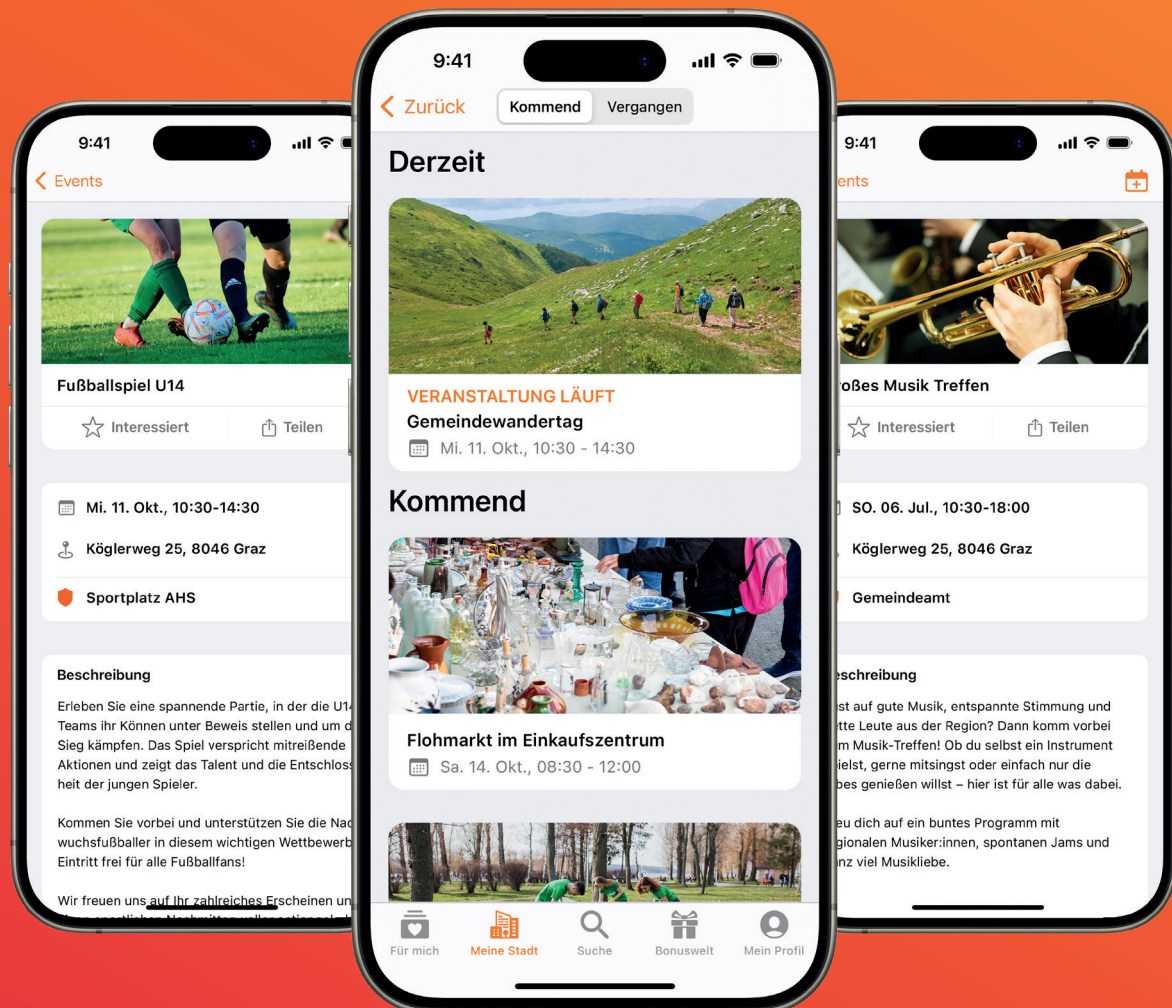 9:41
Events
Fußballspiel U14
Interessiert
Teilen
Mi. 11. Okt., 10:30-14:30
Köglerweg 25, 8046 Graz
Sportplatz AHS
Beschreibung
Erleben Sie eine spannende Partie, in der die U14
Teams ihr Können unter Beweis stellen und um
Sieg kämpfen. Das Spiel verspricht mitreißende
Aktionen und zeigt das Talent und die
heit der jungen Spieler.
Kommen Sie vorbei und unterstützen Sie die
wuchsfußballer in diesem wichtigen Wettbewerb
Eintritt frei für alle Fußballfans!
Wir freuen uns auf Ihr zahlreiches Erscheinen
9:41
Zurück
Kommend
Vergangen
Derzeit
VERANSTALTUNG LÄUFT
Gemeindewandertag
Mi. 11. Okt., 10:30 - 14:30
Kommend
Flohmarkt im Einkaufszentrum
Sa. 14. Okt., 08:30 - 12:00
Für mich
Meine Stadt
Suche
Bonuswelt
Mein Profil
9:41
ents
oßes Musik Treffen
Interessiert
Teilen
SO. 06. Jul., 10:30-18:00
Köglerweg 25, 8046 Graz
Gemeindeamt
eschreibung
st auf gute Musik, entspannte Stimmung und
ette Leute aus der Region? Dann komm vorbei
m Musik-Treffen! Ob du selbst ein Instrument
ielst, gerne mitsingst oder einfach nur die
bes genießen willst – hier ist für alle was dabei.
eu dich auf ein buntes Programm mit
gionalen Musiker:innen, spontanen Jams und
nz viel Musikliebe.